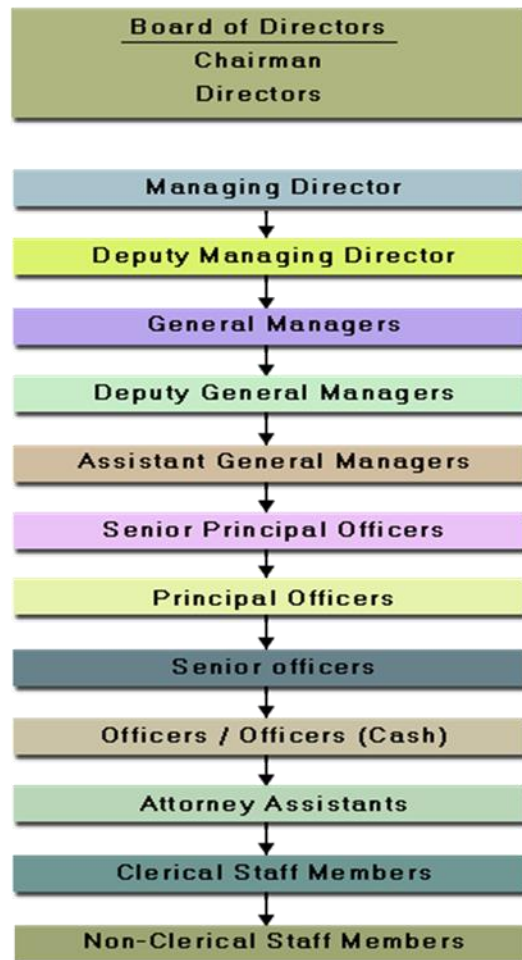 Board of Directors
Chairman
Directors
Managing Director
Deputy Managing Director
General Managers
Deputy General Managers
Assistant General Managers
Senior Principal Officers
Principal Officers
Senior officers
Officers / Officers (Cash)
Attorney Assistants
Clerical Staff Members
Non-Clerical Staff Members